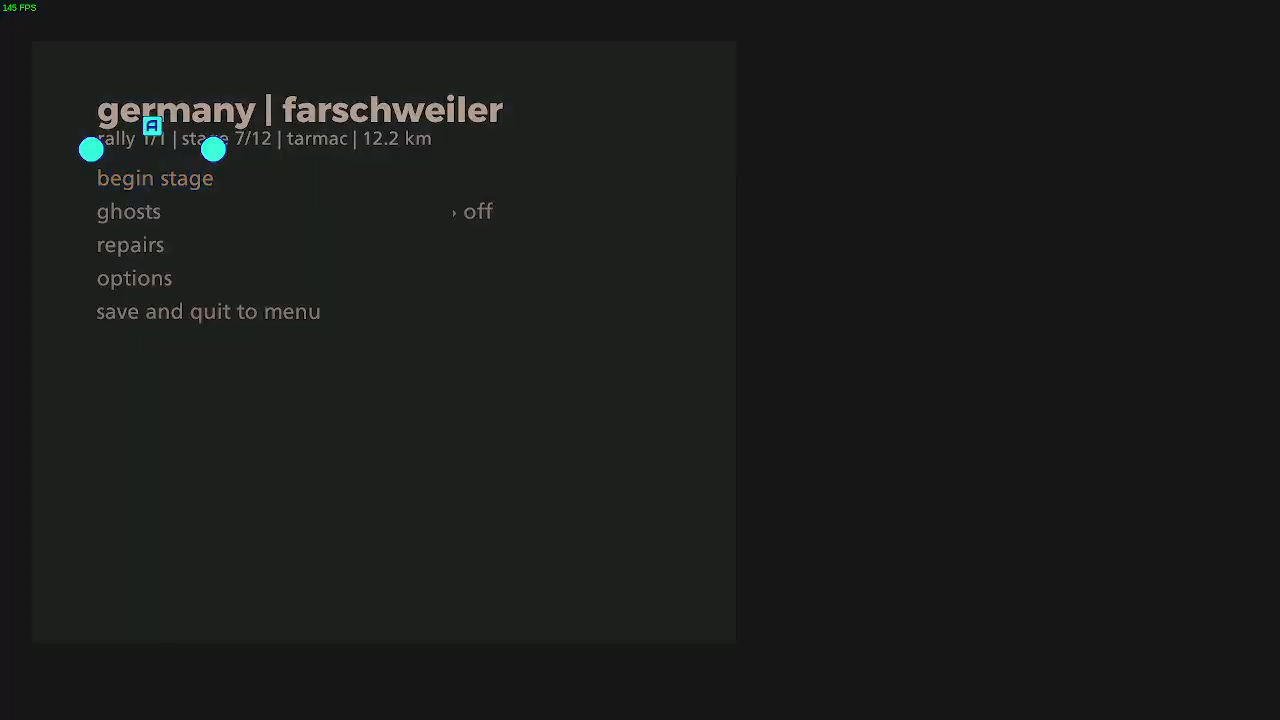 145 FPS
germany | farschweiler
A
rally 1/1 | stage 7/12 | tarmac | 12.2 km
begin stage
ghosts › off
repairs
options
save and quit to menu